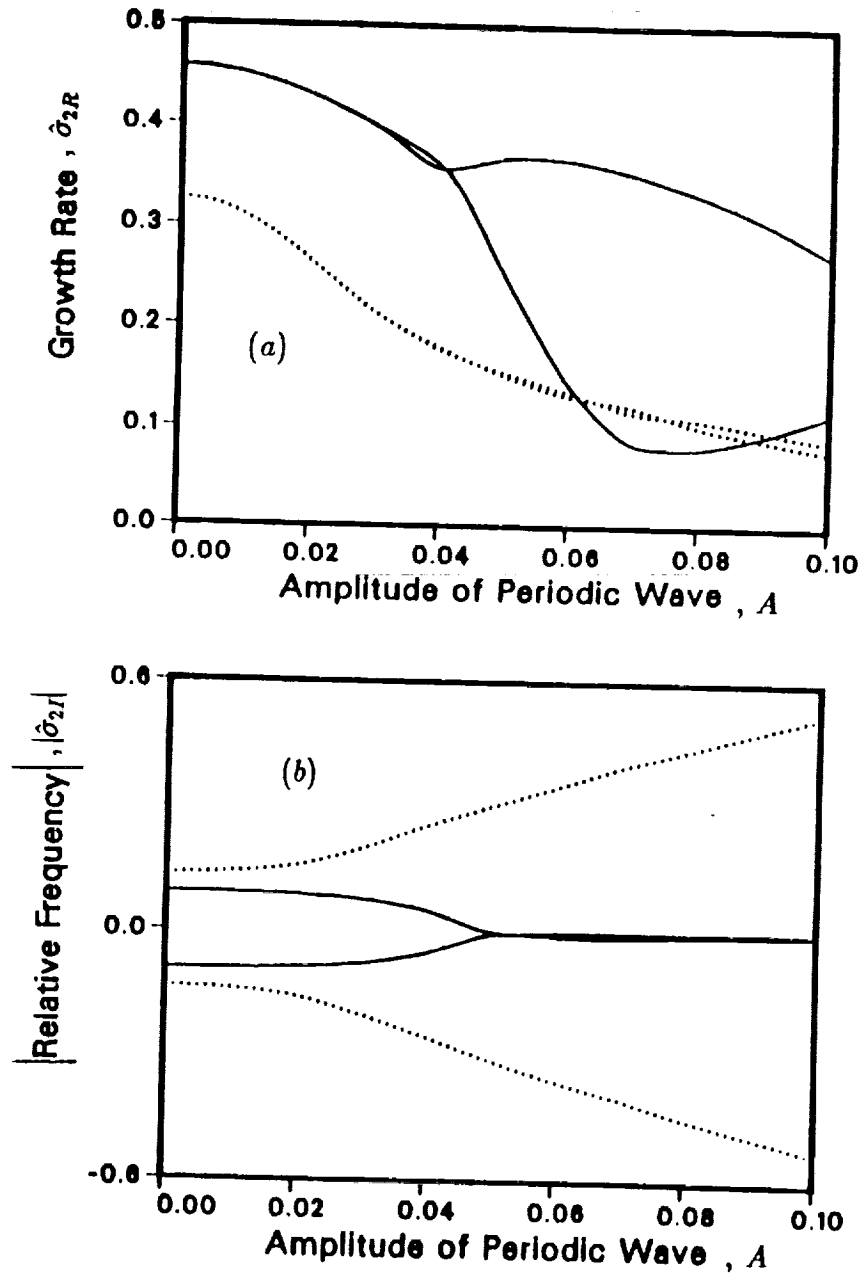 0.5
0.4
0.3
0.2
0.1
0.0
Growth Rate , σ̂₂R
(a)
0.00 0.02 0.04 0.06 0.08 0.10
Amplitude of Periodic Wave , A
0.6
0.0
-0.6
|Relative Frequency| , |σ̂₂I|
(b)
0.00 0.02 0.04 0.06 0.08 0.10
Amplitude of Periodic Wave , A